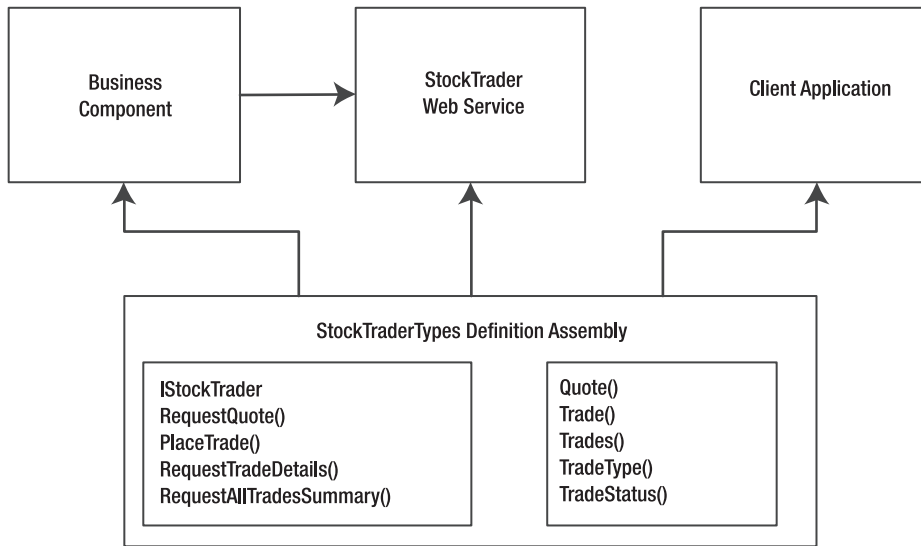 Business
Component
StockTrader
Web Service
Client Application
StockTraderTypes Definition Assembly
IStockTrader
RequestQuote()
PlaceTrade()
RequestTradeDetails()
RequestAllTradesSummary()
Quote()
Trade()
Trades()
TradeType()
TradeStatus()